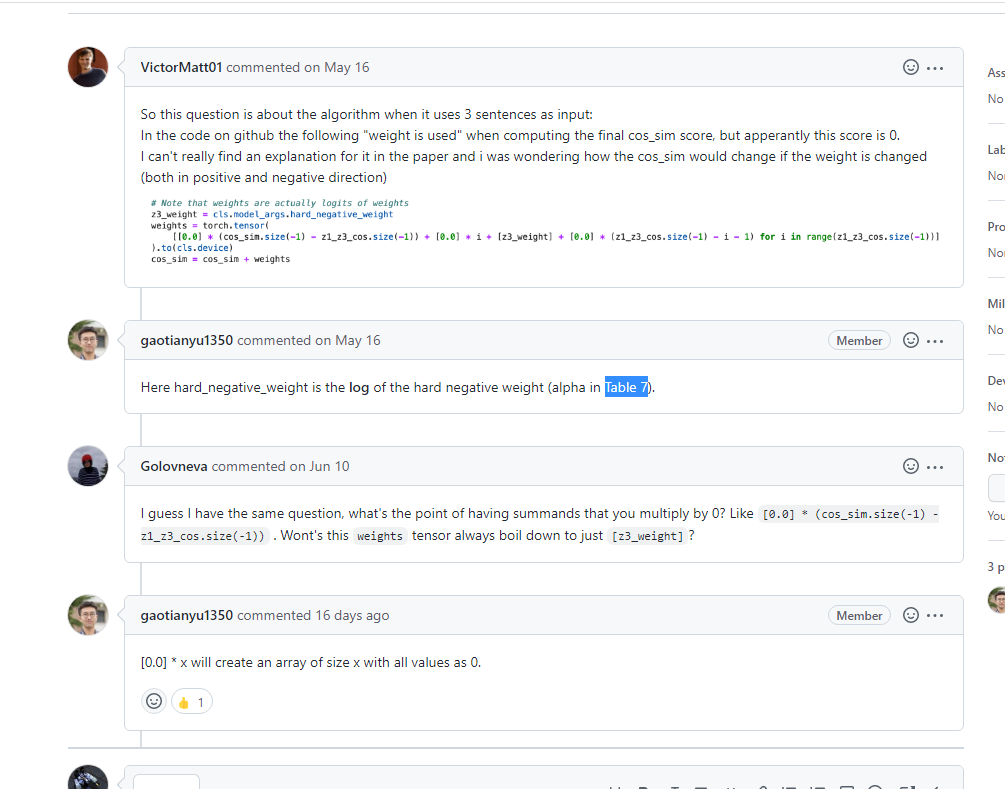 VictorMatt01 commented on May 16
So this question is about the algorithm when it uses 3 sentences as input:
In the code on github the following "weight is used" when computing the final cos_sim score, but apperantly this score is 0.
I can't really find an explanation for it in the paper and i was wondering how the cos_sim would change if the weight is changed
(both in positive and negative direction)
# Note that weights are actually logits of weights
z3_weight = cls.model_args.hard_negative_weight
weights = torch.tensor(
[[0.0] * (cos_sim.size(-1) - z1_z3_cos.size(-1)) + [0.0] * i + [z3_weight] + [0.0] * (z1_z3_cos.size(-1) - i - 1) for i in range(z1_z3_cos.size(-1))]
).to(cls.device)
cos_sim = cos_sim + weights
gaotianyu1350 commented on May 16
Member
Here hard_negative_weight is the log of the hard negative weight (alpha in Table 7).
Golovneva commented on Jun 10
I guess I have the same question, what's the point of having summands that you multiply by 0? Like [0.0] * (cos_sim.size(-1) -
z1_z3_cos.size(-1)) . Wont's this weights tensor always boil down to just [z3_weight] ?
gaotianyu1350 commented 16 days ago
Member
[0.0] * x will create an array of size x with all values as 0.
1
Ass
No
Lab
Pro
Mil
No
Dev
No
You
3 p